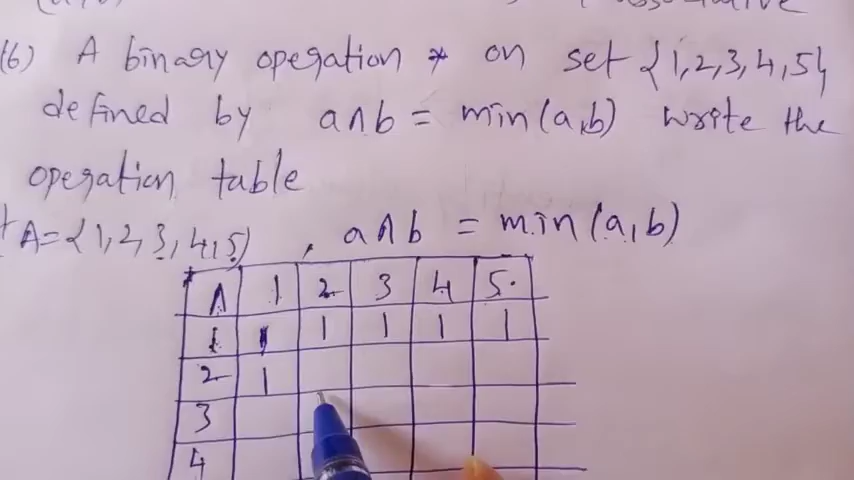 (6) A binary operation * on set {1,2,3,4,5}
defined by a∧b = min(a,b) write the
operation table
A={1,2,3,4,5}, a∧b = min(a,b)
∧ 1 2 3 4 5
1 1 1 1 1 1
2 1
3
4